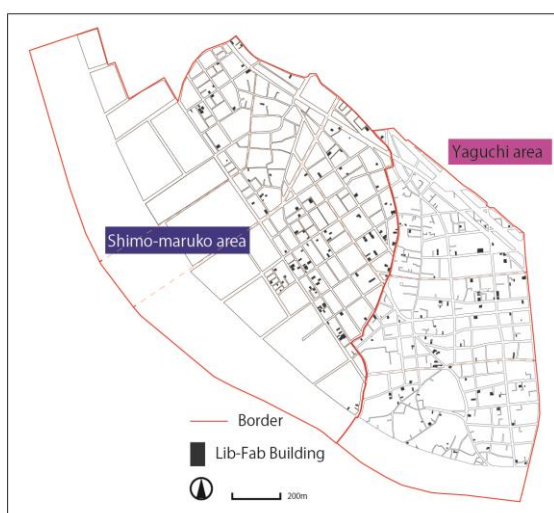 Yaguchi area
Shimo-maruko area
Border
Lib-Fab Building
200m